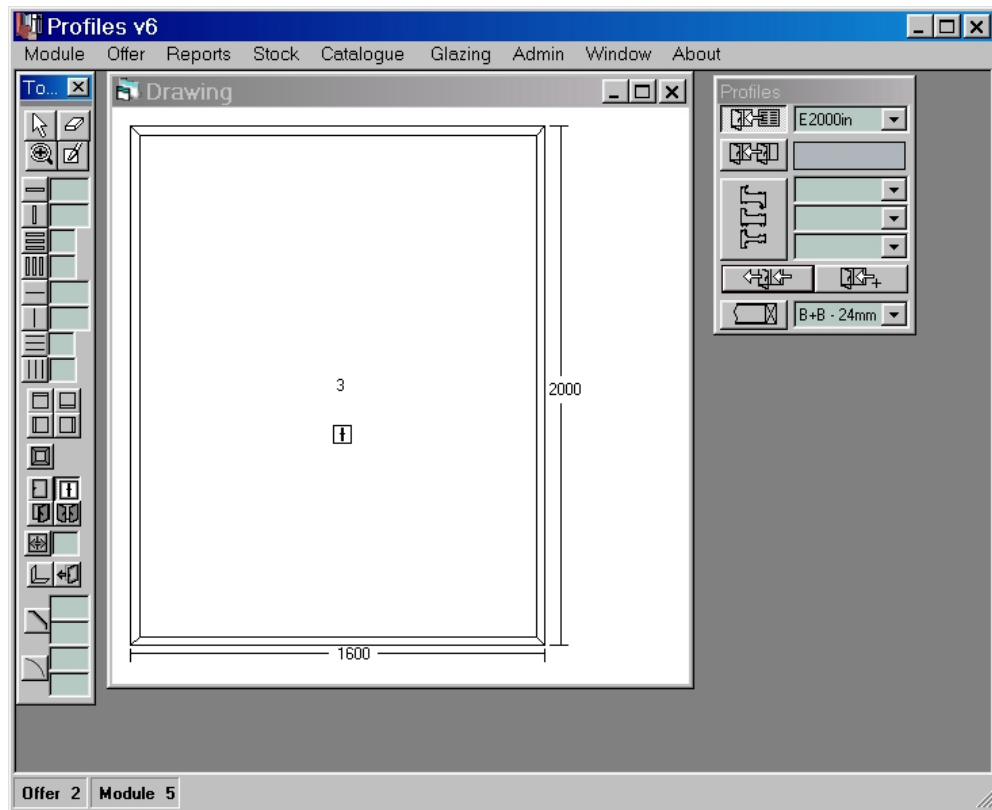 Profiles v6
Module Offer Reports Stock Catalogue Glazing Admin Window About
To...
Drawing
Profiles
E2000in
B+B - 24mm
3
2000
1600
Offer 2 Module 5